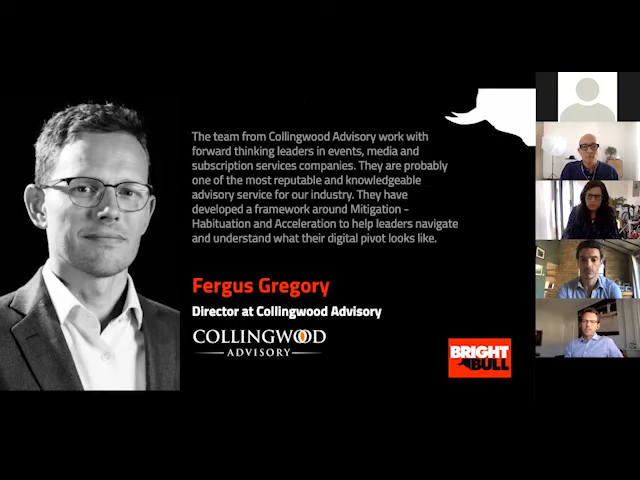 The team from Collingwood Advisory work with
forward thinking leaders in events, media and
subscription services companies. They are probably
one of the most reputable and knowledgeable
advisory service for our industry. They have
developed a framework around Mitigation -
Habituation and Acceleration to help leaders navigate
and understand what their digital pivot looks like.
Fergus Gregory
Director at Collingwood Advisory
COLLINGWOOD
ADVISORY
BRIGHT
BULL